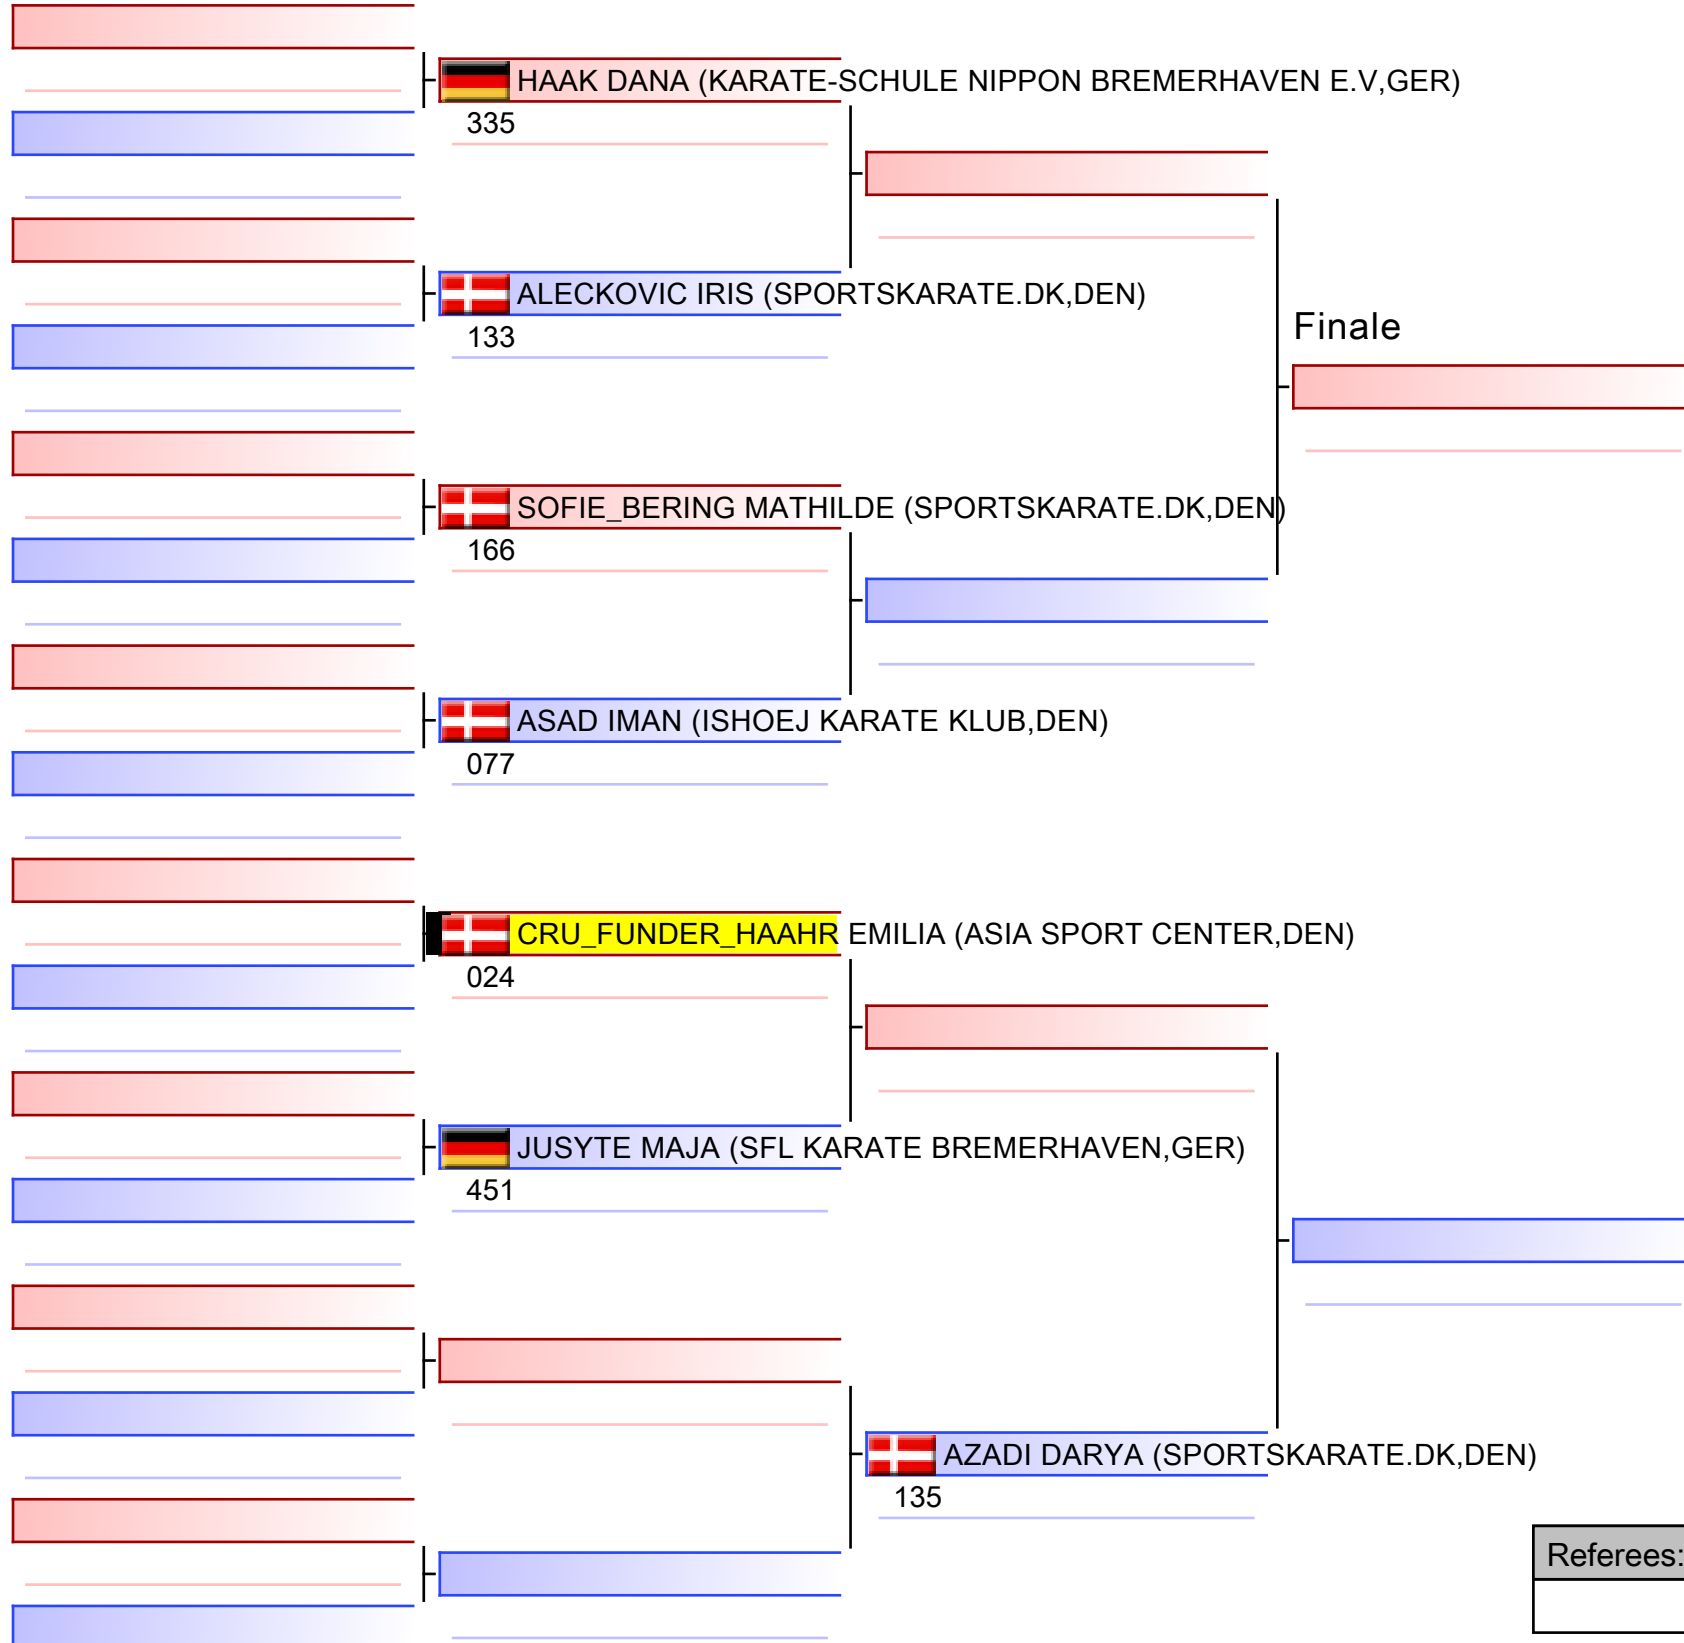 HAAK DANA (KARATE-SCHULE NIPPON BREMERHAVEN E.V,GER)
335
ALECKOVIC IRIS (SPORTSKARATE.DK,DEN)
133
Finale
SOFIE_BERING MATHILDE (SPORTSKARATE.DK,DEN)
166
ASAD IMAN (ISHOEJ KARATE KLUB,DEN)
077
CRU_FUNDER_HAAHR EMILIA (ASIA SPORT CENTER,DEN)
024
JUSYTE MAJA (SFL KARATE BREMERHAVEN,GER)
451
AZADI DARYA (SPORTSKARATE.DK,DEN)
135
Referees: